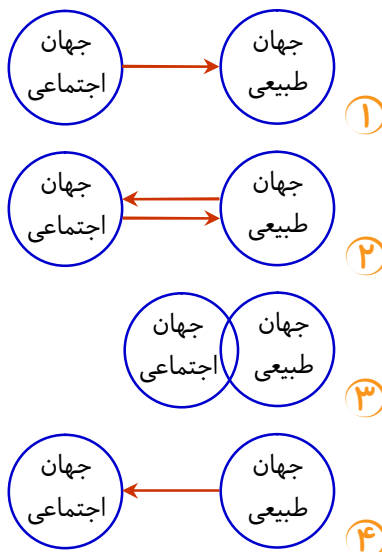 جهان
طبیعی
جهان
اجتماعی
۱
جهان
طبیعی
جهان
اجتماعی
۲
جهان
طبیعی
جهان
اجتماعی
۳
جهان
طبیعی
جهان
اجتماعی
۴